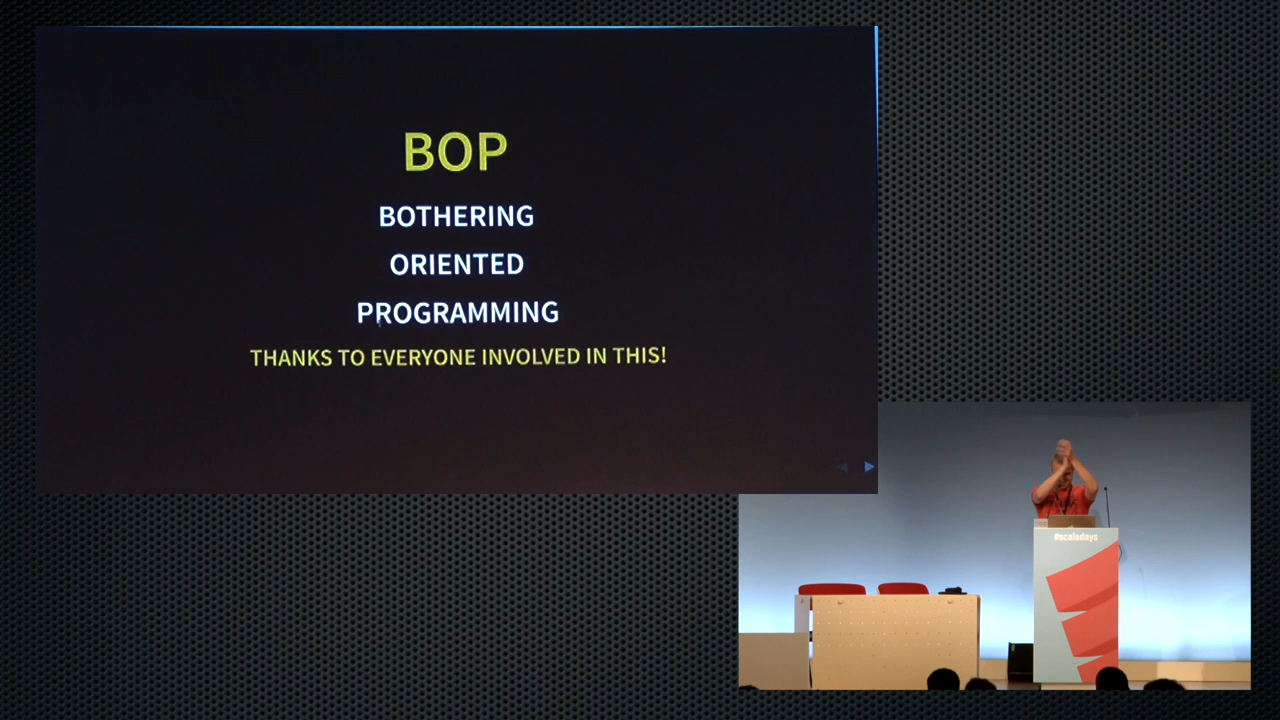 BOP
BOTHERING
ORIENTED
PROGRAMMING
THANKS TO EVERYONE INVOLVED IN THIS!
#scaladays